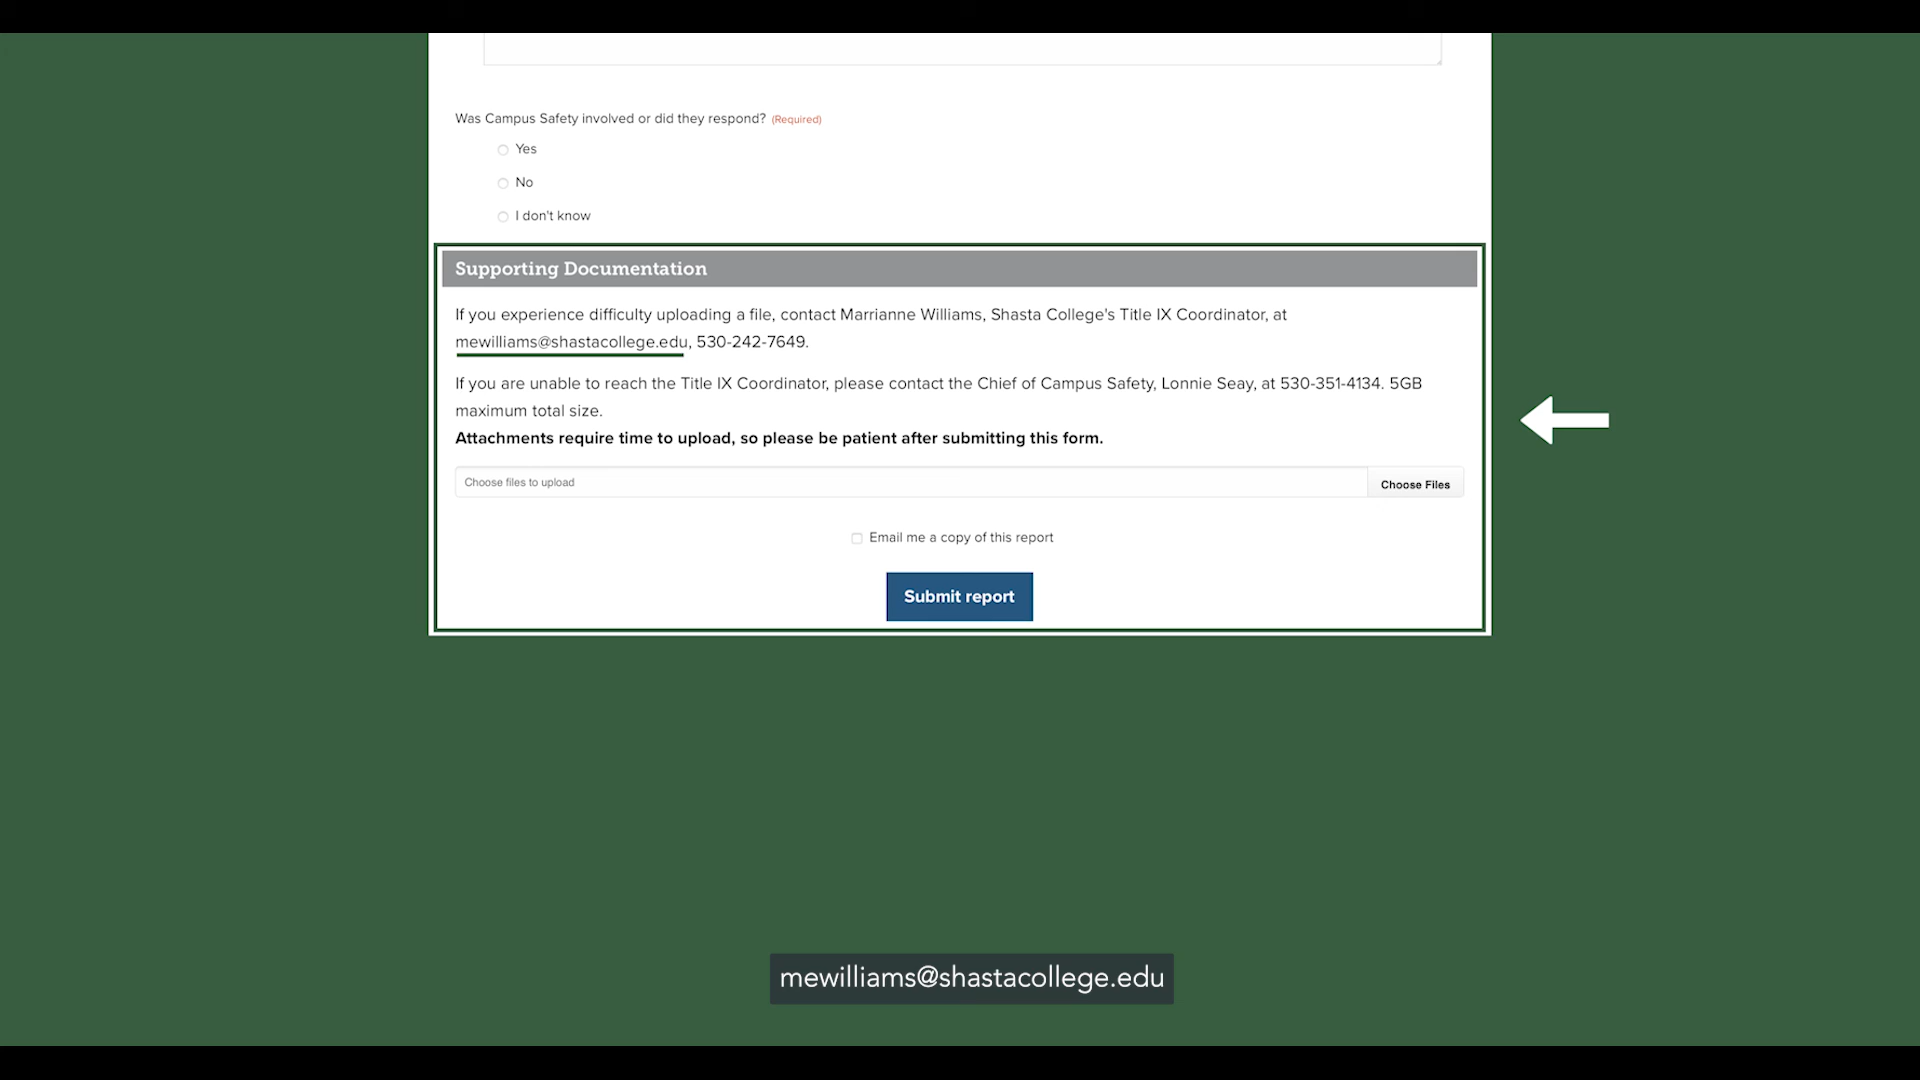 Was Campus Safety involved or did they respond? (Required)
Yes
No
I don't know
Supporting Documentation
If you experience difficulty uploading a file, contact Marrianne Williams, Shasta College's Title IX Coordinator, at
mewilliams@shastacollege.edu, 530-242-7649.
If you are unable to reach the Title IX Coordinator, please contact the Chief of Campus Safety, Lonnie Seay, at 530-351-4134. 5GB
maximum total size.
Attachments require time to upload, so please be patient after submitting this form.
Choose files to upload
Choose Files
Email me a copy of this report
Submit report
mewilliams@shastacollege.edu